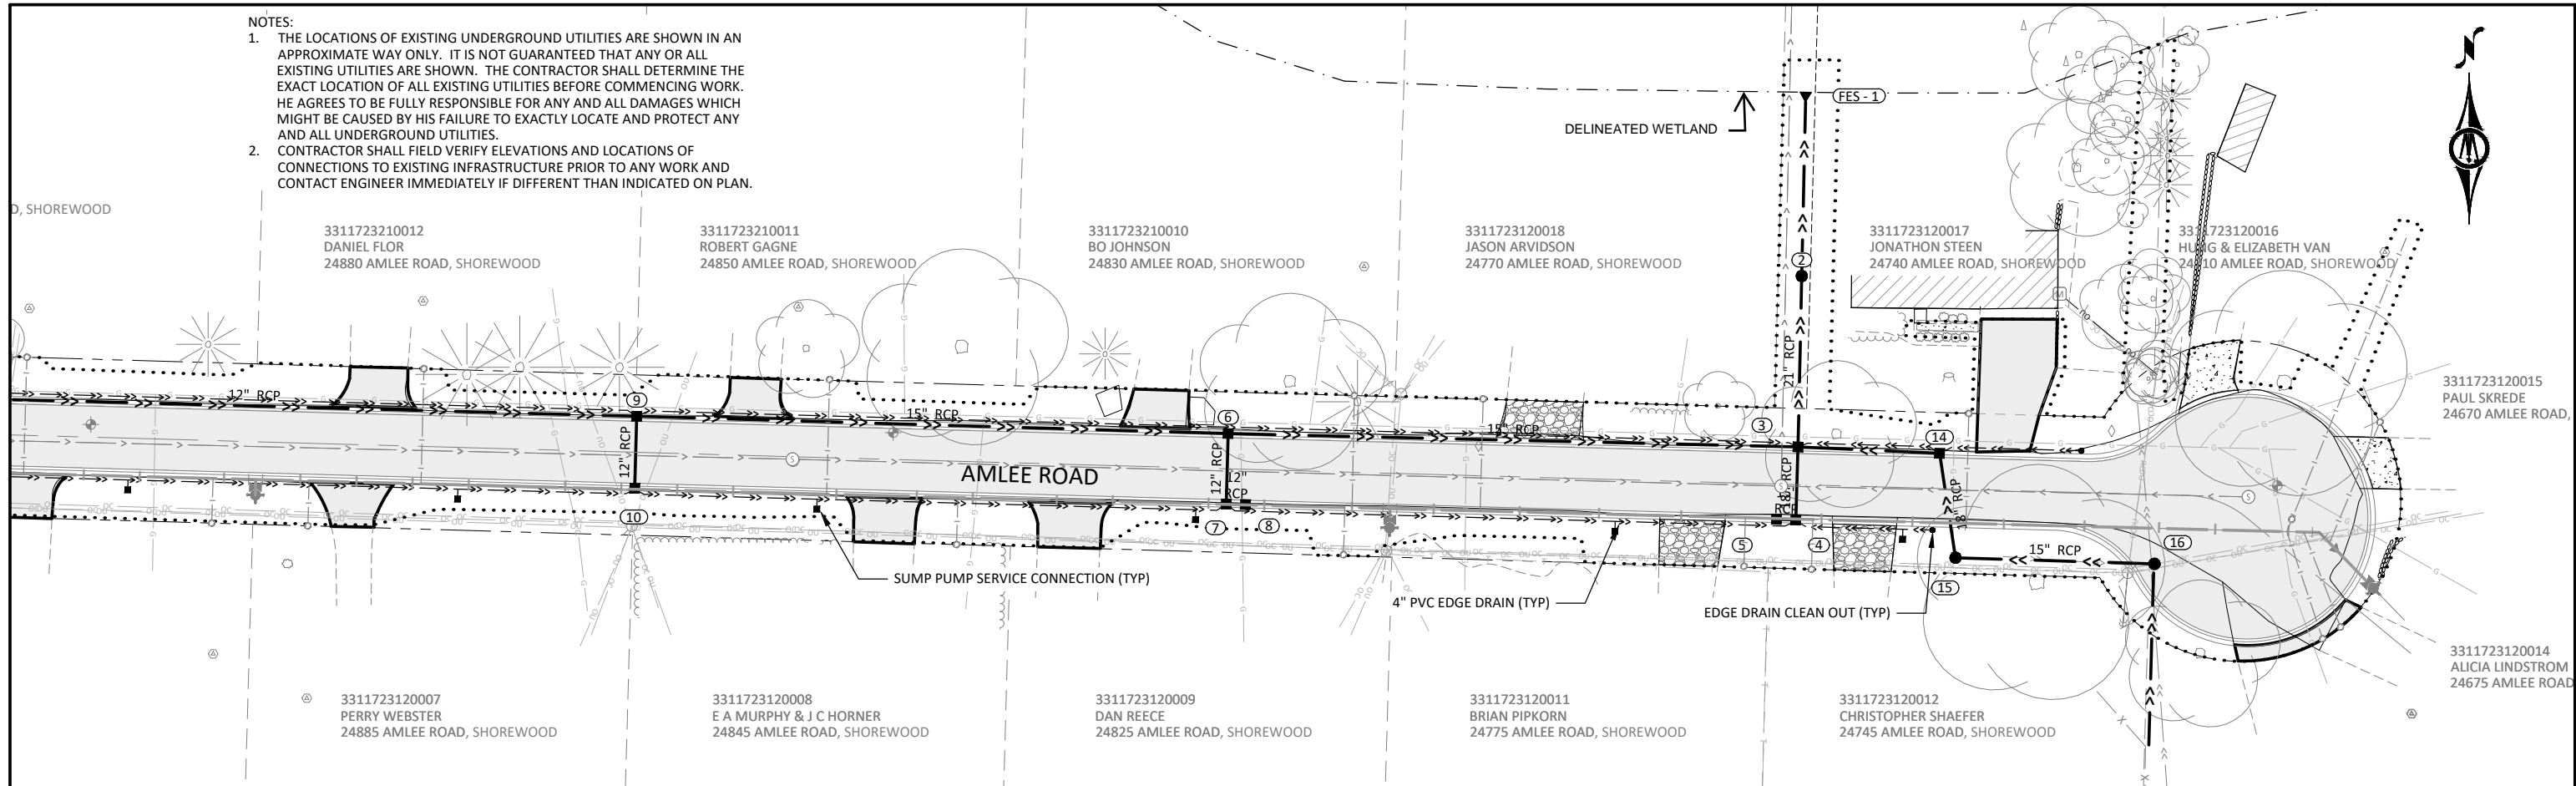 NOTES:
1. THE LOCATIONS OF EXISTING UNDERGROUND UTILITIES ARE SHOWN IN AN
APPROXIMATE WAY ONLY. IT IS NOT GUARANTEED THAT ANY OR ALL
EXISTING UTILITIES ARE SHOWN. THE CONTRACTOR SHALL DETERMINE THE
EXACT LOCATION OF ALL EXISTING UTILITIES BEFORE COMMENCING WORK.
HE AGREES TO BE FULLY RESPONSIBLE FOR ANY AND ALL DAMAGES WHICH
MIGHT BE CAUSED BY HIS FAILURE TO EXACTLY LOCATE AND PROTECT ANY
AND ALL UNDERGROUND UTILITIES.
2. CONTRACTOR SHALL FIELD VERIFY ELEVATIONS AND LOCATIONS OF
CONNECTIONS TO EXISTING INFRASTRUCTURE PRIOR TO ANY WORK AND
CONTACT ENGINEER IMMEDIATELY IF DIFFERENT THAN INDICATED ON PLAN.
N
FES - 1
DELINEATED WETLAND
D, SHOREWOOD
3311723210012
DANIEL FLOR
24880 AMLEE ROAD, SHOREWOOD
3311723210011
ROBERT GAGNE
24850 AMLEE ROAD, SHOREWOOD
3311723210010
BO JOHNSON
24830 AMLEE ROAD, SHOREWOOD
3311723120018
JASON ARVIDSON
24770 AMLEE ROAD, SHOREWOOD
3311723120017
JONATHON STEEN
24740 AMLEE ROAD, SHOREWOOD
3311723120016
& ELIZABETH VAN
AMLEE ROAD, SHOREWOOD
2
21" RCP
3311723120015
PAUL SKREDE
24670 AMLEE ROAD,
12" RCP
9
15" RCP
6
15" RCP
3
14
12" RCP
AMLEE ROAD
12" RCP
12"
RCP
18" RCP
RCP
18" RCP
10
7
8
5
4
15" RCP
16
15
SUMP PUMP SERVICE CONNECTION (TYP)
4" PVC EDGE DRAIN (TYP)
EDGE DRAIN CLEAN OUT (TYP)
3311723120014
ALICIA LINDSTROM
24675 AMLEE ROAD
3311723120007
PERRY WEBSTER
24885 AMLEE ROAD, SHOREWOOD
3311723120008
E A MURPHY & J C HORNER
24845 AMLEE ROAD, SHOREWOOD
3311723120009
DAN REECE
24825 AMLEE ROAD, SHOREWOOD
3311723120011
BRIAN PIPKORN
24775 AMLEE ROAD, SHOREWOOD
3311723120012
CHRISTOPHER SHAEFER
24745 AMLEE ROAD, SHOREWOOD